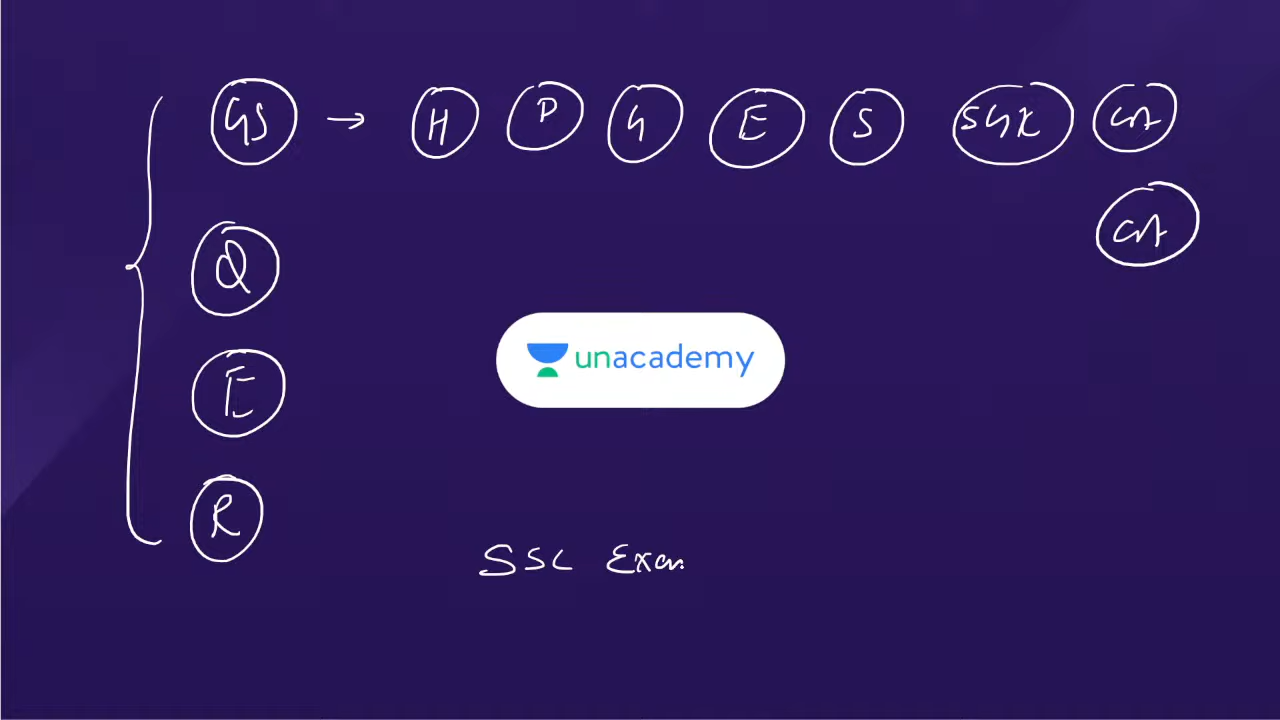 GS → H P G E S SGK CA
CA
Q
unacademy
E
R
SSC Exam